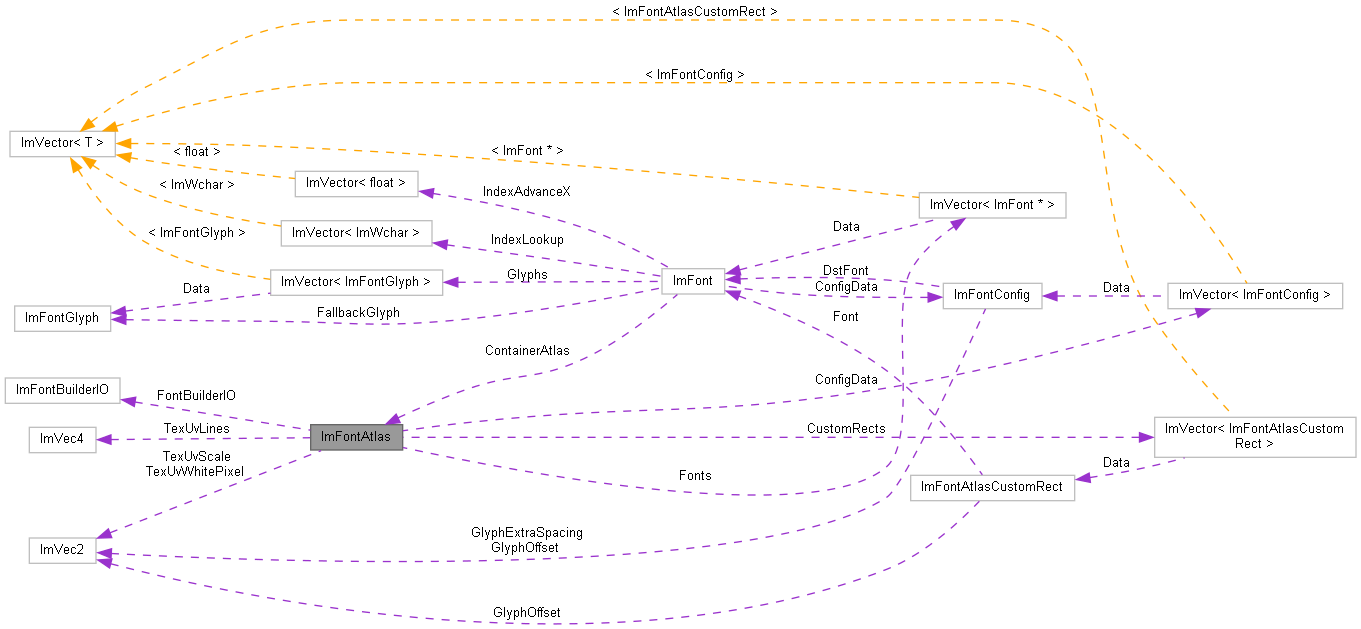 < ImFontAtlasCustomRect >
< ImFontConfig >
ImVector< T >
< float >
< ImFont * >
ImVector< float >
< ImWchar >
IndexAdvanceX
ImVector< ImFont * >
< ImFontGlyph >
ImVector< ImWchar >
IndexLookup
Data
ImVector< ImFontGlyph >
Glyphs
ImFont
DstFont
ConfigData
ImFontConfig
Data
ImVector< ImFontConfig >
Data
ImFontGlyph
FallbackGlyph
Font
ContainerAtlas
ConfigData
ImFontBuilderIO
FontBuilderIO
ImVec4
TexUvLines
ImFontAtlas
CustomRects
ImVector< ImFontAtlasCustom
Rect >
TexUvScale
TexUvWhitePixel
Fonts
Data
ImFontAtlasCustomRect
ImVec2
GlyphExtraSpacing
GlyphOffset
GlyphOffset